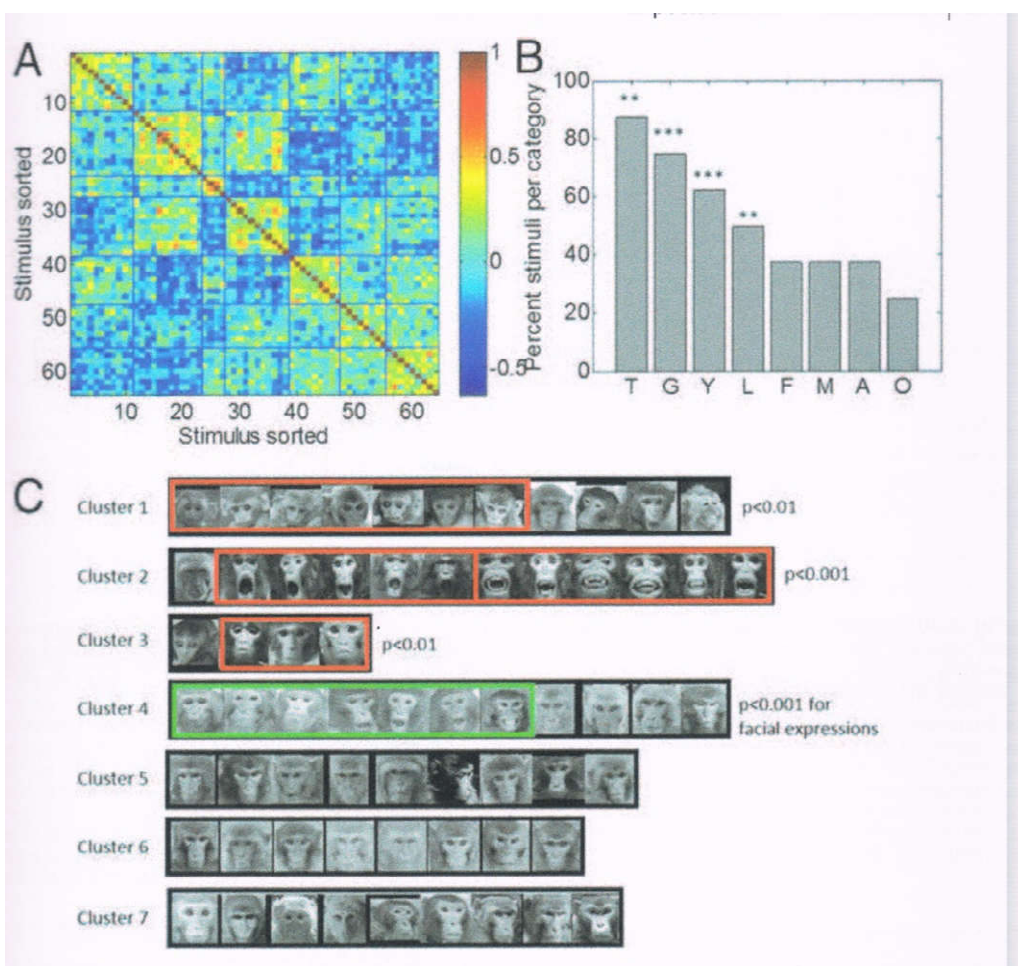 A
1
0.5
0
-0.5
10
20
30
40
50
60
Stimulus sorted
10 20 30 40 50 60
Stimulus sorted
B
100
80
60
40
20
0
Percent stimuli per category
**
***
***
**
T G Y L F M A O
C
Cluster 1
p<0.01
Cluster 2
p<0.001
Cluster 3
p<0.01
Cluster 4
p<0.001 for
facial expressions
Cluster 5
Cluster 6
Cluster 7